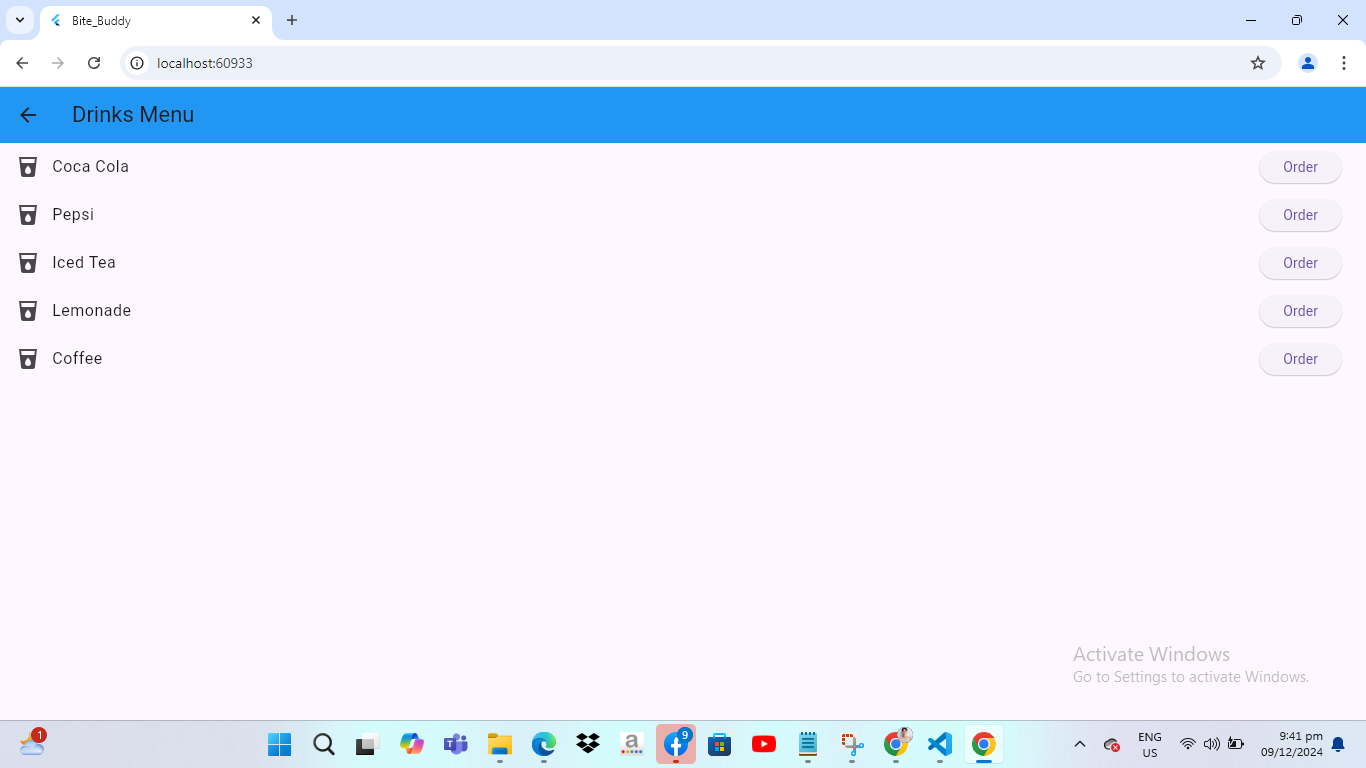 Bite_Buddy
localhost:60933
Drinks Menu
Coca Cola Order
Pepsi Order
Iced Tea Order
Lemonade Order
Coffee Order
Activate Windows
Go to Settings to activate Windows.
1
a
9
ENG
US
9:41 pm
09/12/2024